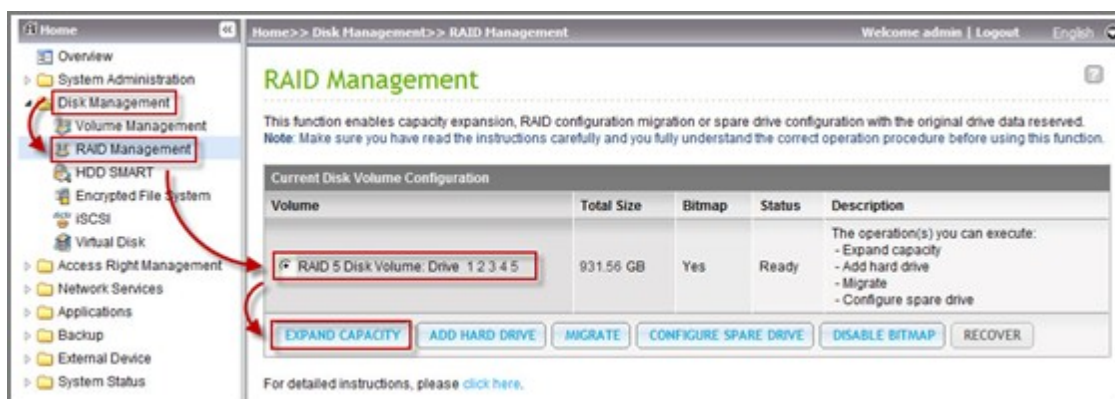 Home
Home>> Disk Management>> RAID Management
Welcome admin | Logout
English
Overview
System Administration
Disk Management
Volume Management
RAID Management
HDD SMART
Encrypted File System
iSCSI
Virtual Disk
Access Right Management
Network Services
Applications
Backup
External Device
System Status
RAID Management
This function enables capacity expansion, RAID configuration migration or spare drive configuration with the original drive data reserved.
Note: Make sure you have read the instructions carefully and you fully understand the correct operation procedure before using this function.
Current Disk Volume Configuration
Volume Total Size Bitmap Status Description
RAID 5 Disk Volume: Drive 1 2 3 4 5 931.56 GB Yes Ready
The operation(s) you can execute:
- Expand capacity
- Add hard drive
- Migrate
- Configure spare drive
EXPAND CAPACITY ADD HARD DRIVE MIGRATE CONFIGURE SPARE DRIVE DISABLE BITMAP RECOVER
For detailed instructions, please click here.